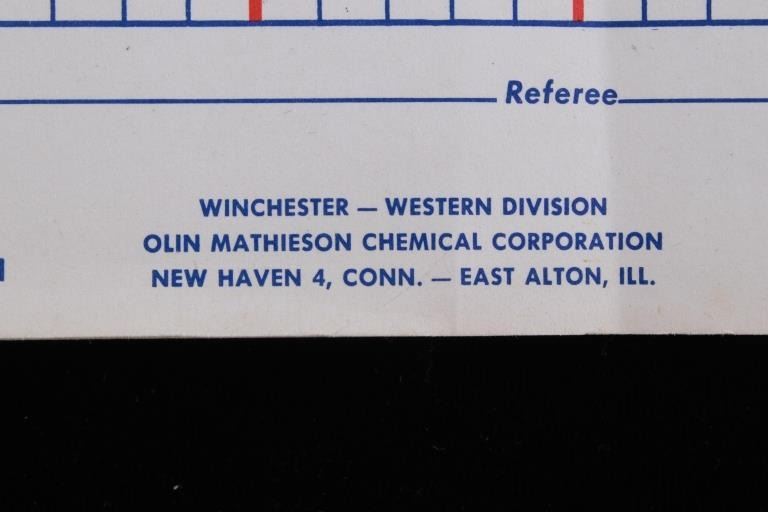 Referee
WINCHESTER — WESTERN DIVISION
OLIN MATHIESON CHEMICAL CORPORATION
NEW HAVEN 4, CONN. — EAST ALTON, ILL.